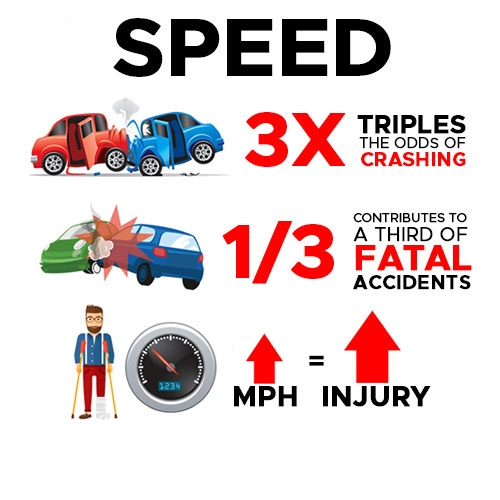 SPEED
3X
TRIPLES
THE ODDS OF
CRASHING
1/3
CONTRIBUTES TO
A THIRD OF
FATAL
ACCIDENTS
1234
=
MPH INJURY